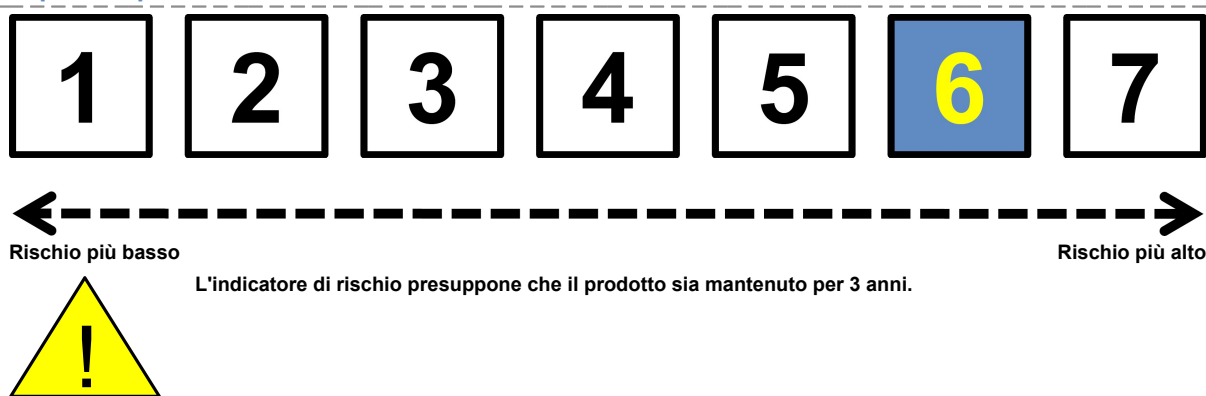 1 2 3 4 5 6 7
Rischio più basso Rischio più alto
L'indicatore di rischio presuppone che il prodotto sia mantenuto per 3 anni.
!